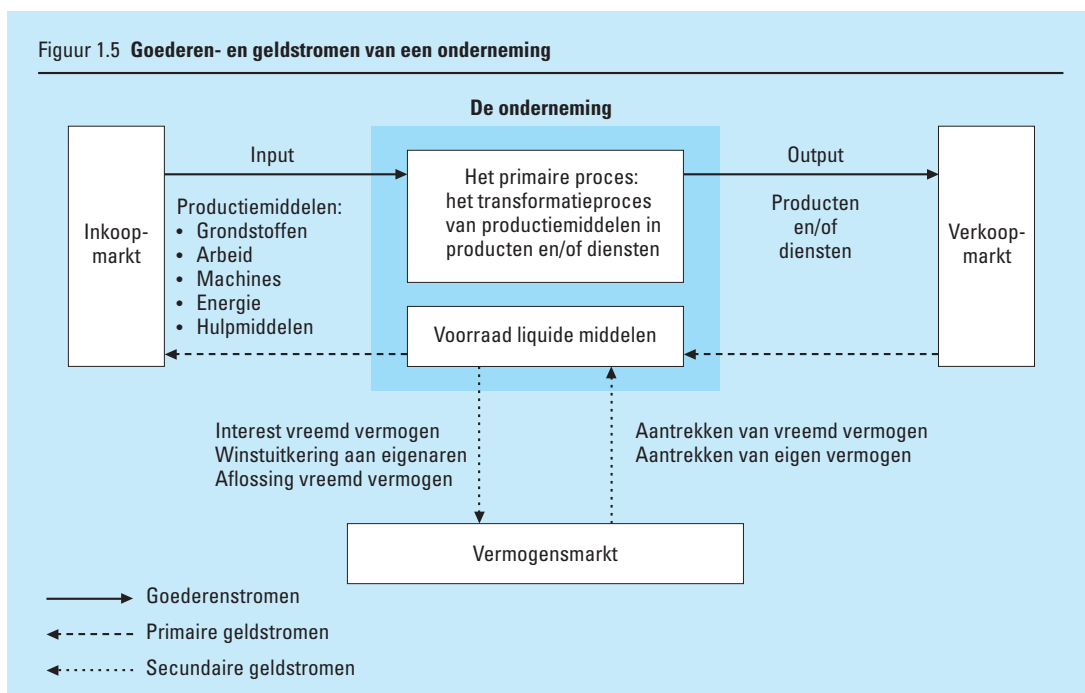 Figuur 1.5 Goederen- en geldstromen van een onderneming
De onderneming
Inkoop-
markt
Input
Productiemiddelen:
• Grondstoffen
• Arbeid
• Machines
• Energie
• Hulpmiddelen
Het primaire proces:
het transformatieproces
van productiemiddelen in
producten en/of diensten
Voorraad liquide middelen
Output
Producten
en/of
diensten
Verkoop-
markt
Interest vreemd vermogen
Winstuitkering aan eigenaren
Aflossing vreemd vermogen
Aantrekken van vreemd vermogen
Aantrekken van eigen vermogen
Vermogensmarkt
Goederenstromen
Primaire geldstromen
Secundaire geldstromen